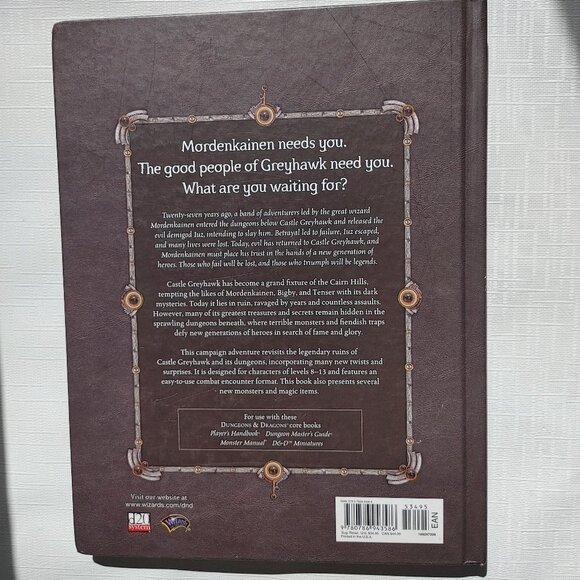 Mordenkainen needs you.
The good people of Greyhawk need you.
What are you waiting for?
Twenty-seven years ago, a band of adventurers led by the great wizard
Mordenkainen entered the dungeons below Castle Greyhawk and released the
evil demigod Iuz, intending to slay him. Betrayal led to failure, Iuz escaped,
and many lives were lost. Today, evil has returned to Castle Greyhawk, and
Mordenkainen must place his trust in the hands of a new generation of
heroes. Those who fail will be lost, and those who triumph will be legends.
Castle Greyhawk has become a grand fixture of the Cairn Hills,
tempting the likes of Mordenkainen, Bigby, and Tenser with its dark
mysteries. Today it lies in ruin, ravaged by years and countless assaults.
However, many of its greatest treasures and secrets remain hidden in the
sprawling dungeons beneath, where terrible monsters and fiendish traps
defy new generations of heroes in search of fame and glory.
This campaign adventure revisits the legendary ruins of
Castle Greyhawk and its dungeons, incorporating many new twists and
surprises. It is designed for characters of levels 8–13 and features an
easy-to-use combat encounter format. This book also presents several
new monsters and magic items.
For use with these
DUNGEONS & DRAGONS® core books
Player's Handbook® Dungeon Master's Guide®
Monster Manual® D&D™ Miniatures
Visit our website at
www.wizards.com/dnd
d20 system
Wizards
53495
9 780786 943586
EAN
Printed in the U.S.A.